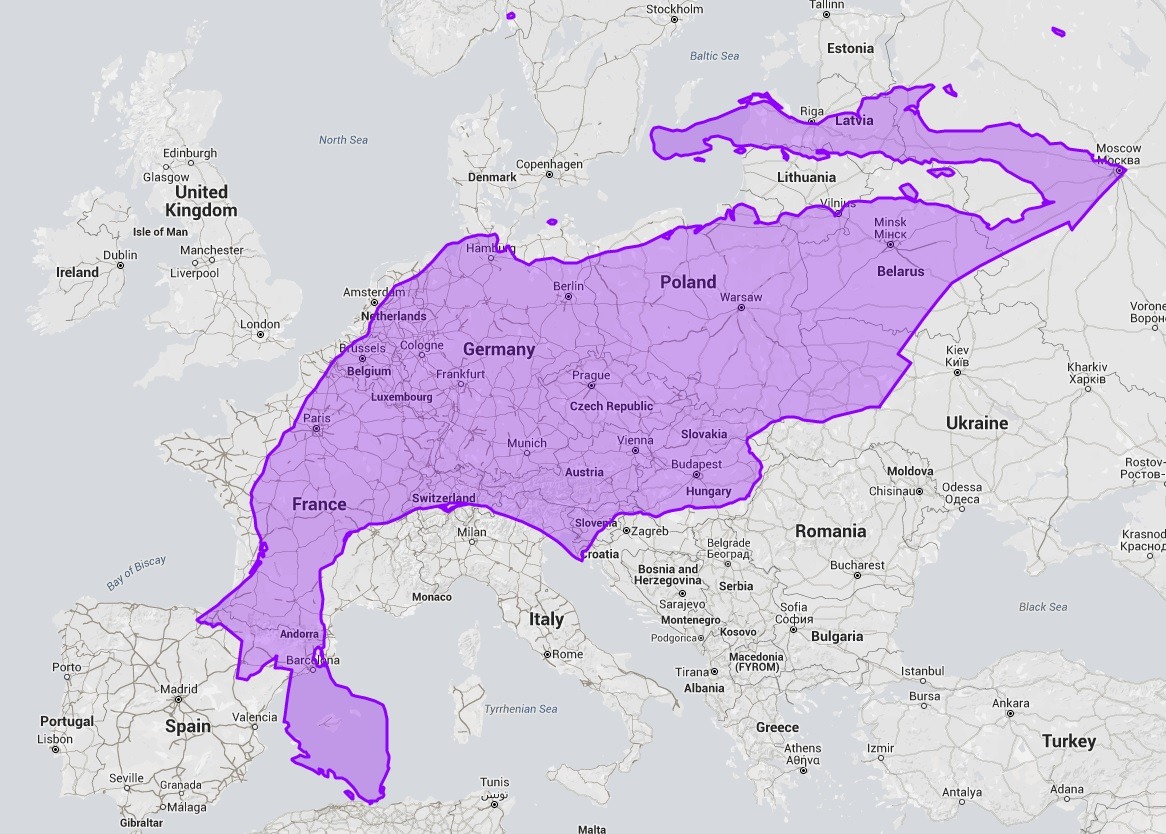 Stockholm
Tallinn
Estonia
Baltic Sea
Riga
Latvia
North Sea
Edinburgh
Glasgow
United
Kingdom
Copenhagen
Denmark
Moscow
Москва
Lithuania
Vilnius
Isle of Man
Dublin
Ireland
Manchester
Liverpool
Hamburg
Minsk
Мінск
Belarus
London
Amsterdam
Netherlands
Berlin
Poland
Warsaw
Voron
Ворон
Brussels
Belgium
Cologne
Germany
Frankfurt
Luxembourg
Prague
Czech Republic
Kiev
Київ
Kharkiv
Харків
Ukraine
Paris
Munich
Vienna
Slovakia
Austria
Budapest
Hungary
Moldova
Chisinau
Odessa
Одеса
Rostov-
Ростов-
France
Switzerland
Milan
Slovenia
Zagreb
Croatia
Romania
Krasnod
Краснод
Bay of Biscay
Monaco
Belgrade
Београд
Bosnia and
Herzegovina
Serbia
Bucharest
Sarajevo
Montenegro
Podgorica
Kosovo
Sofia
София
Bulgaria
Black Sea
Andorra
Barcelona
Italy
Rome
Macedonia
(FYROM)
Tirana
Albania
Istanbul
Bursa
Ankara
Porto
Madrid
Portugal
Lisbon
Spain
Valencia
Tyrrhenian Sea
Greece
Athens
Αθήνα
Izmir
Turkey
Seville
Granada
Málaga
Gibraltar
Tunis
تونس
Antalya
Adana
Malta